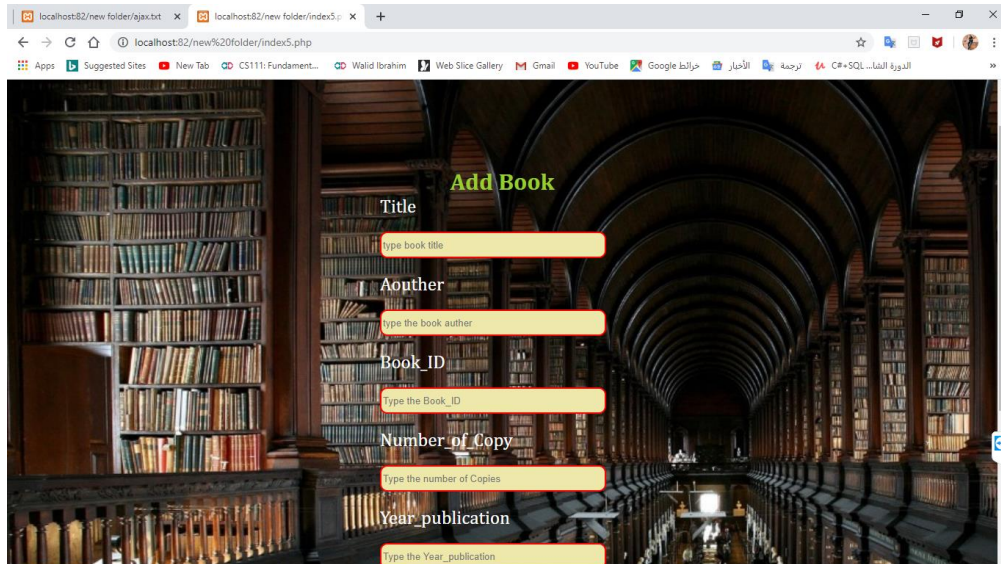 localhost:82/new folder/ajax.txt
localhost:82/new folder/index5.p
localhost:82/new%20folder/index5.php
Apps Suggested Sites New Tab CS111: Fundament... Walid Ibrahim Web Slice Gallery Gmail YouTube خرائط Google الأخبار ترجمة الدورة الشا... C#+SQL »
Add Book
Title
type book title
Aouther
type the book auther
Book_ID
Type the Book_ID
Number_of_Copy
Type the number of Copies
Year_publication
Type the Year_publication